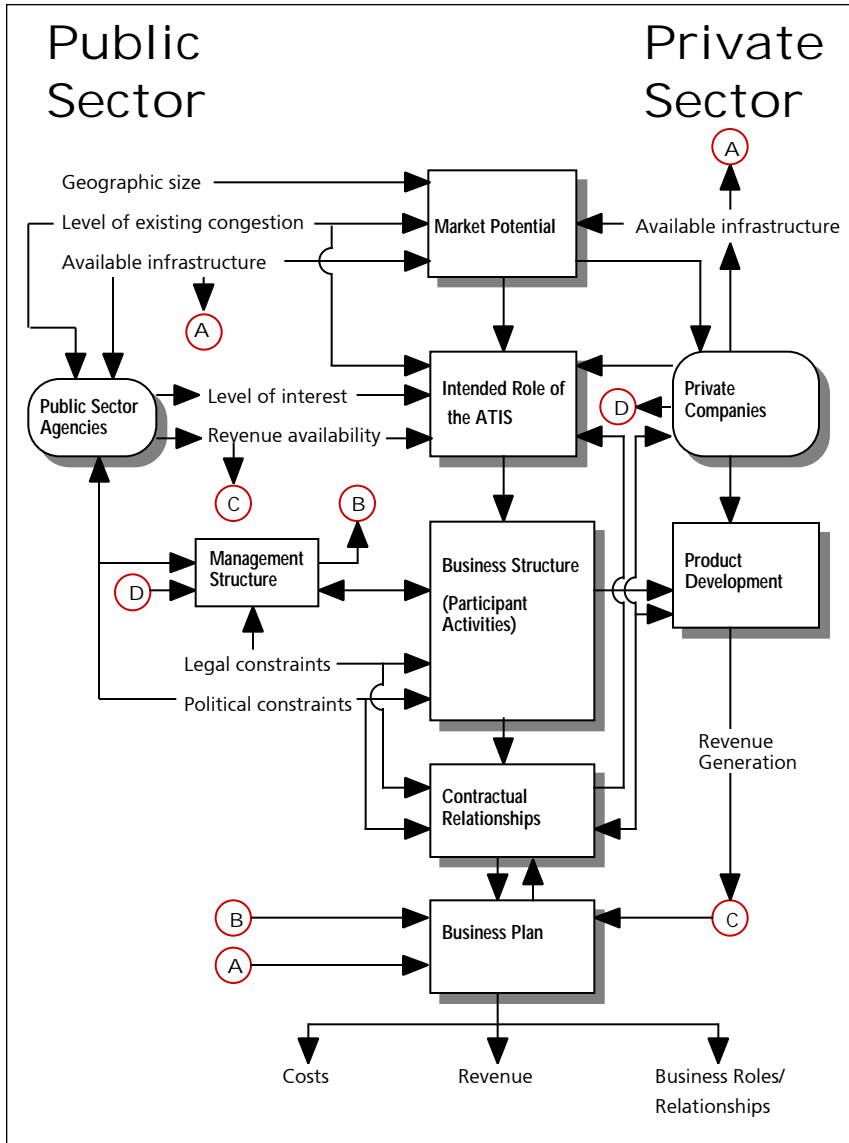 Public
Sector
Private
Sector
A
Geographic size
Level of existing congestion
Market Potential
Available infrastructure
Available infrastructure
A
Public Sector
Agencies
Level of interest
Revenue availability
Intended Role of
the ATIS
D
Private
Companies
C
B
Management
Structure
D
Business Structure
(Participant
Activities)
Product
Development
Legal constraints
Political constraints
Revenue
Generation
Contractual
Relationships
B
A
Business Plan
C
Costs
Revenue
Business Roles/
Relationships